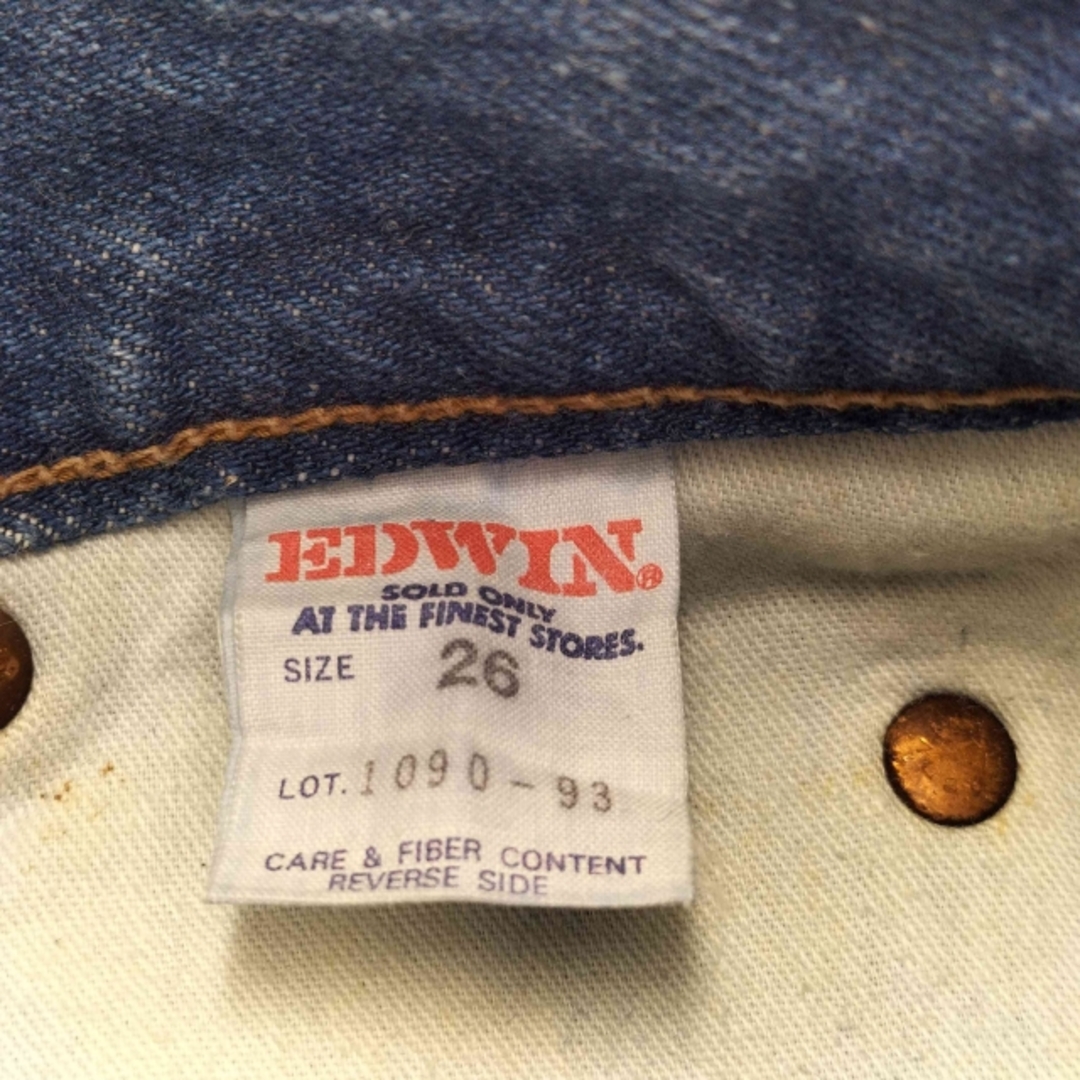 EDWIN®
SOLD ONLY
AT THE FINEST STORES.
SIZE 26
LOT. 1090-93
CARE & FIBER CONTENT
REVERSE SIDE